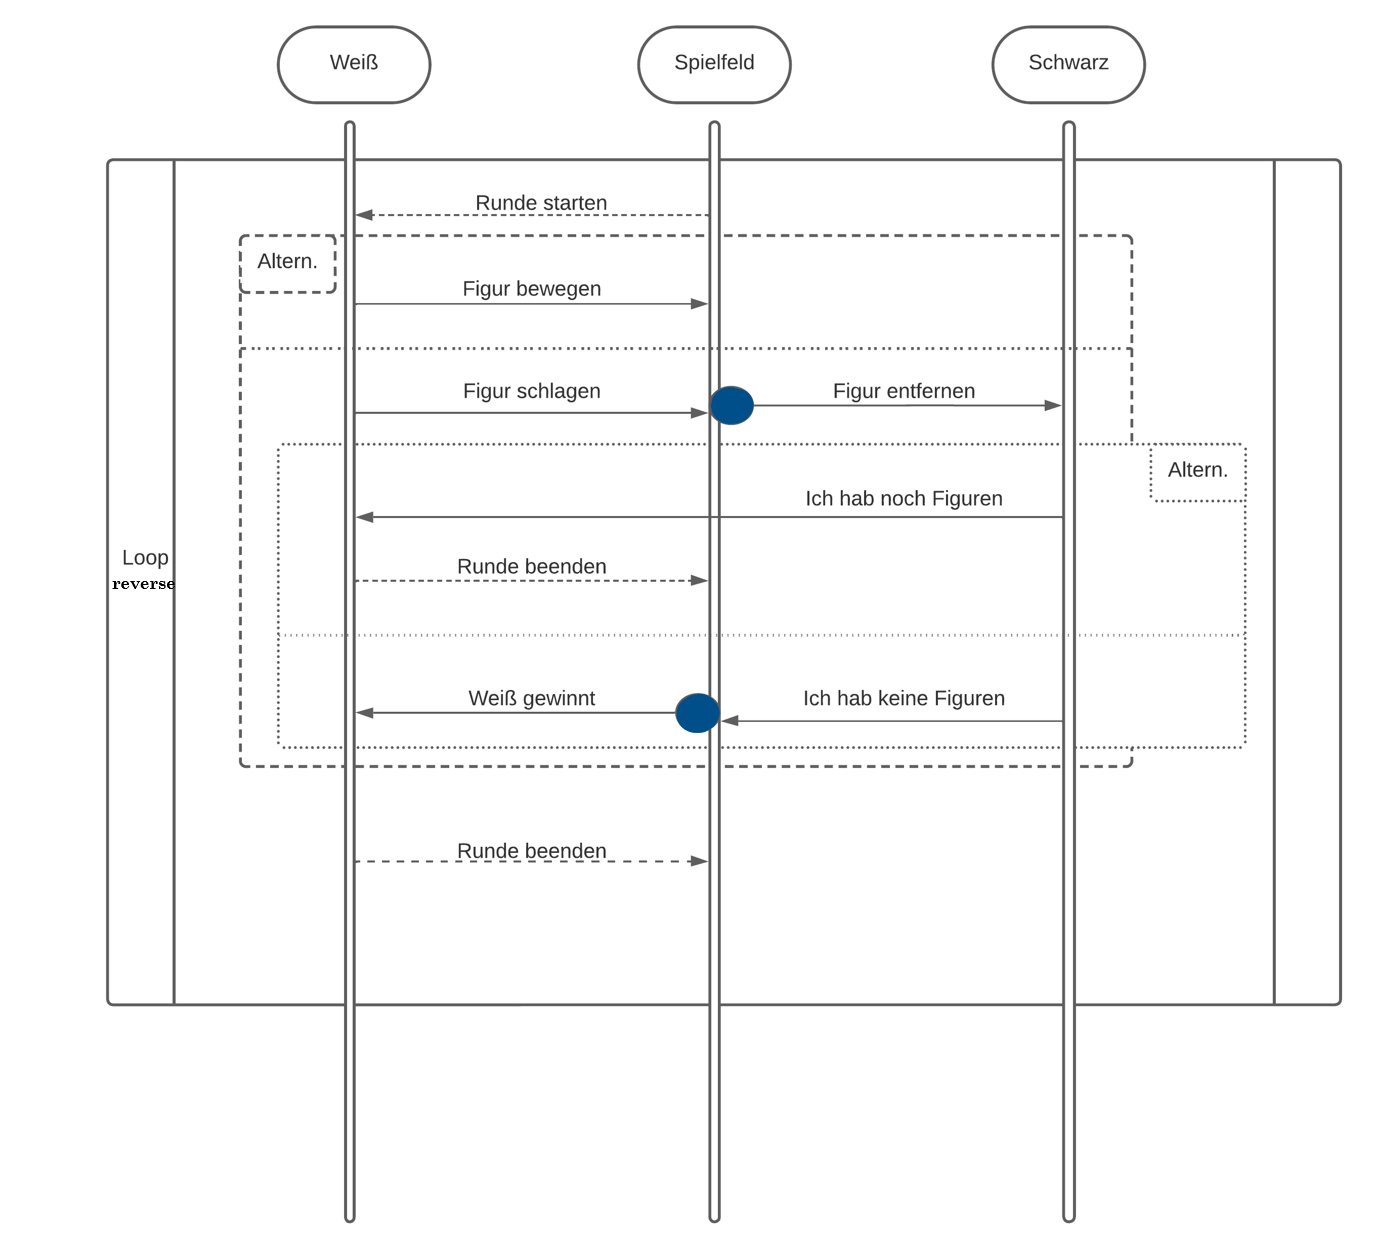 Weiß
Spielfeld
Schwarz
Runde starten
Altern.
Figur bewegen
Figur schlagen
Figur entfernen
Altern.
Ich hab noch Figuren
Loop
reverse
Runde beenden
Weiß gewinnt
Ich hab keine Figuren
Runde beenden